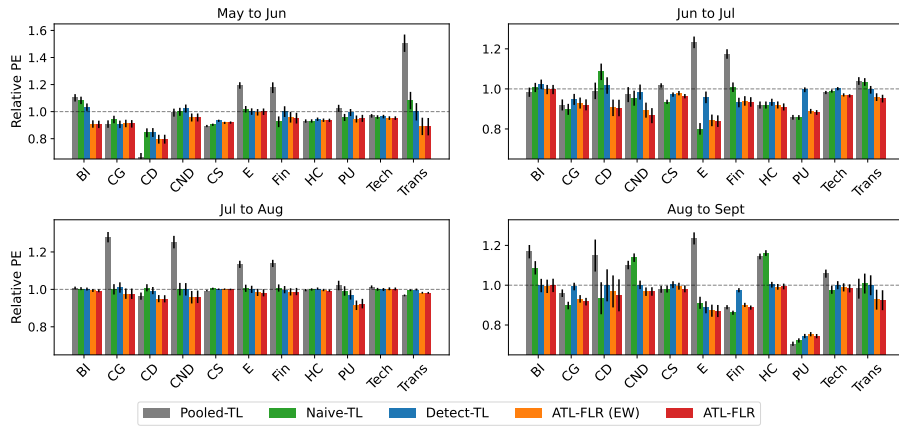 May to Jun
Jun to Jul
Relative PE
1.6
1.4
1.2
1.0
0.8
1.2
1.0
0.8
BI CG CD CND CS E Fin HC PU Tech Trans
BI CG CD CND CS E Fin HC PU Tech Trans
Jul to Aug
Aug to Sept
Relative PE
1.2
1.0
0.8
1.2
1.0
0.8
BI CG CD CND CS E Fin HC PU Tech Trans
BI CG CD CND CS E Fin HC PU Tech Trans
Pooled-TL Naive-TL Detect-TL ATL-FLR (EW) ATL-FLR